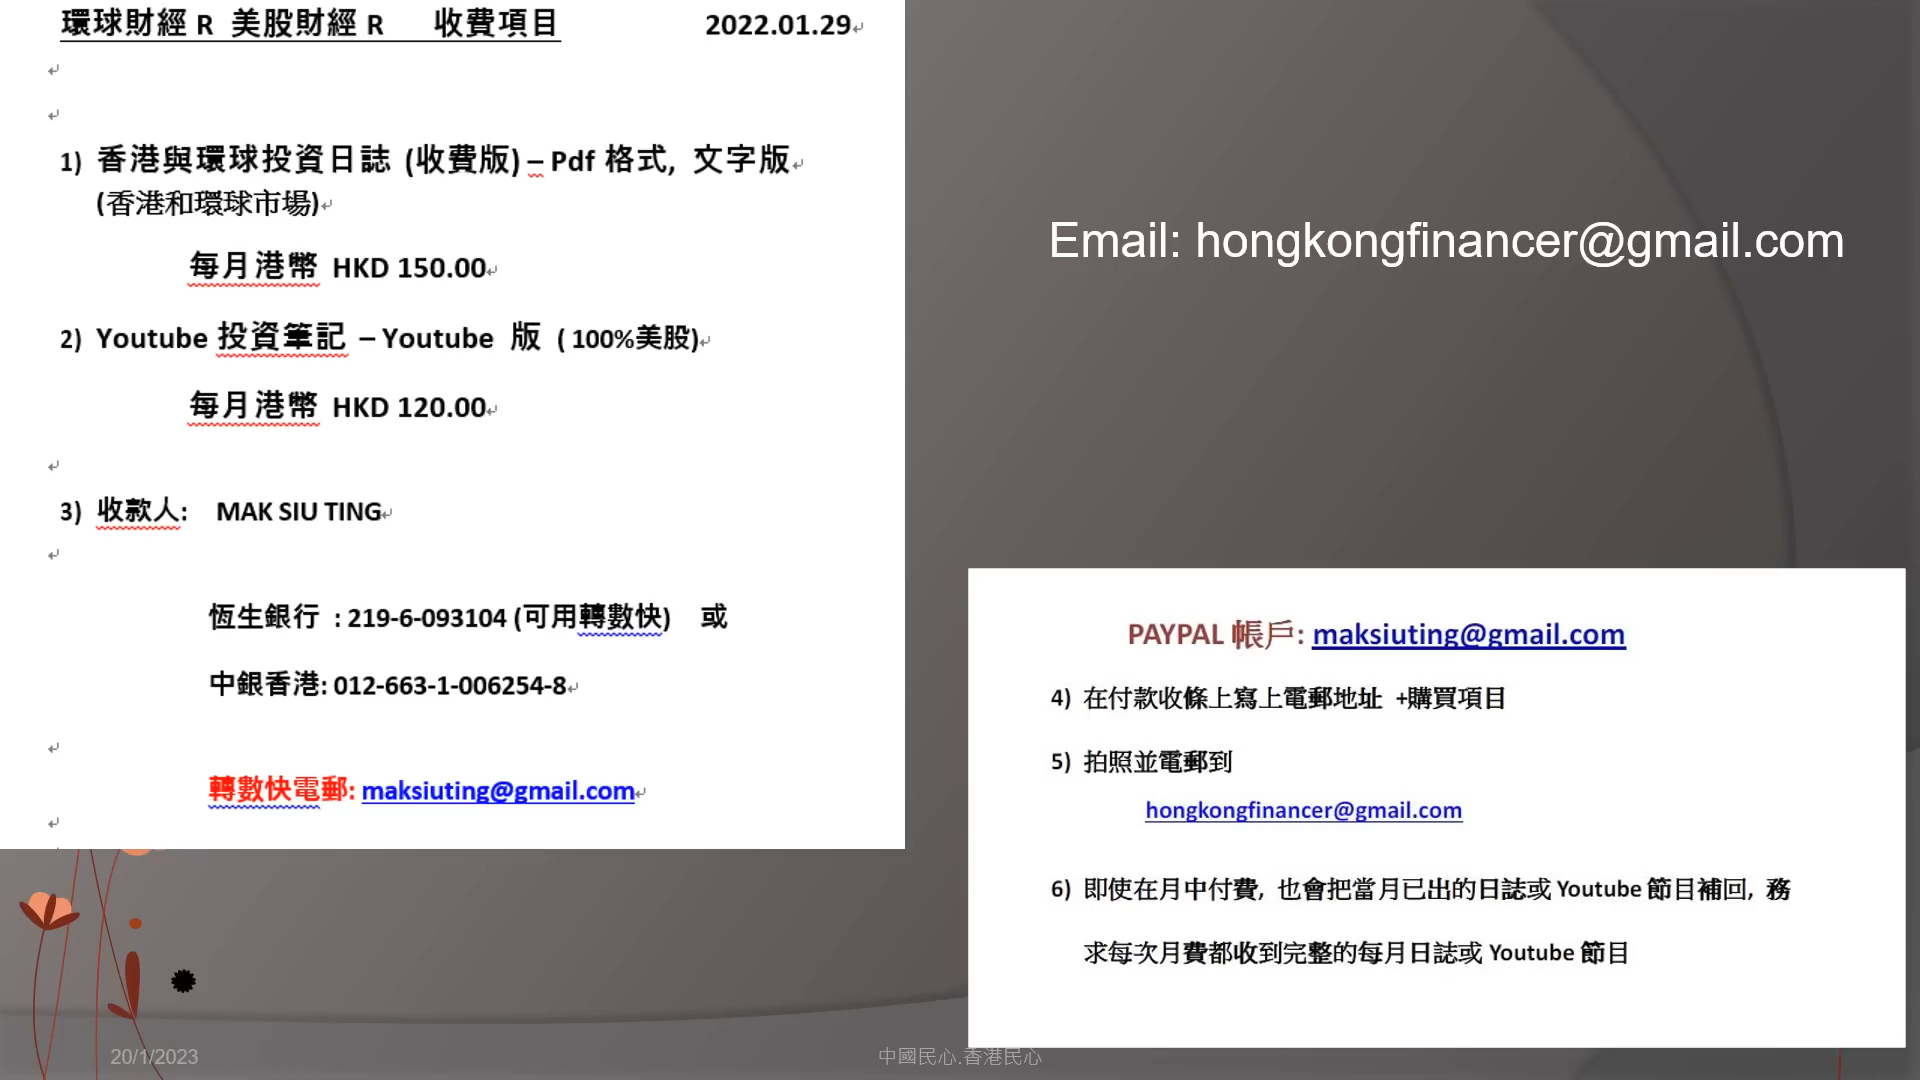 環球財經 R 美股財經 R 收費項目 2022.01.29
1) 香港與環球投資日誌 (收費版) – Pdf 格式, 文字版
(香港和環球市場)
每月港幣 HKD 150.00
2) Youtube 投資筆記 – Youtube 版 ( 100%美股)
每月港幣 HKD 120.00
3) 收款人: MAK SIU TING
恆生銀行 : 219-6-093104 (可用轉數快) 或
中銀香港: 012-663-1-006254-8
轉數快電郵: maksiuting@gmail.com
Email: hongkongfinancer@gmail.com
PAYPAL 帳戶: maksiuting@gmail.com
4) 在付款收條上寫上電郵地址 +購買項目
5) 拍照並電郵到
hongkongfinancer@gmail.com
6) 即使在月中付費, 也會把當月已出的日誌或 Youtube 節目補回, 務
求每次月費都收到完整的每月日誌或 Youtube 節目
20/1/2023
中國民心.香港民心